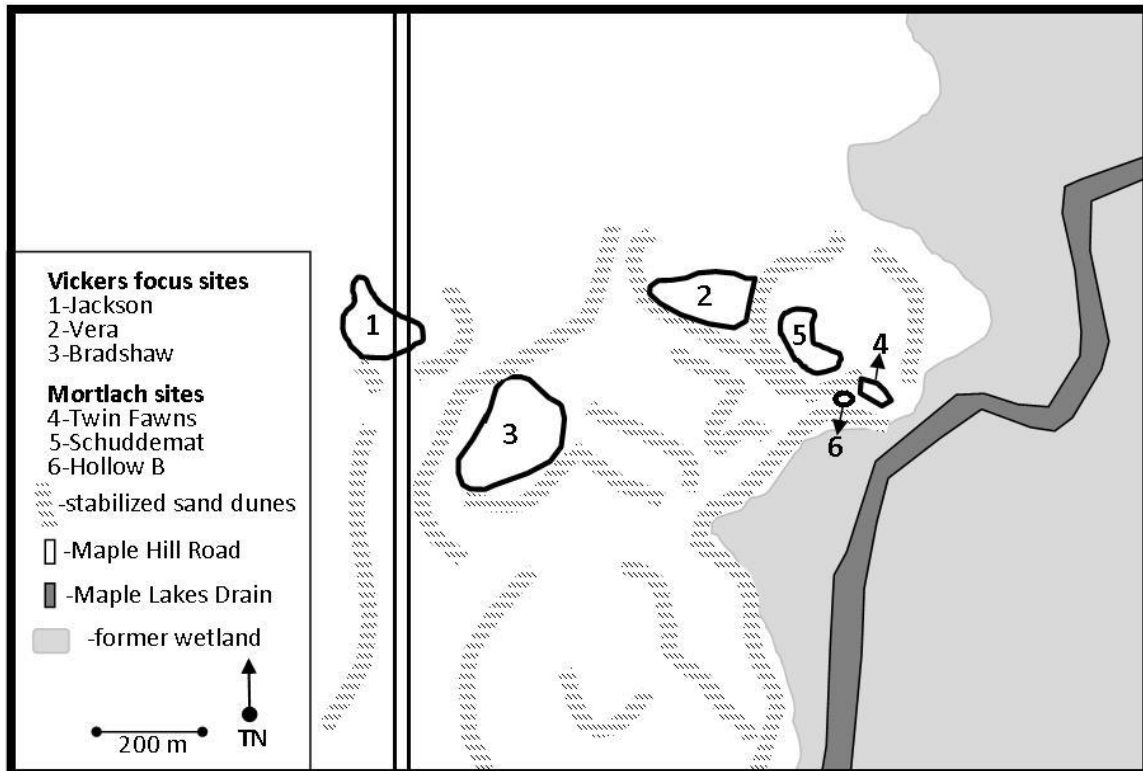 Vickers focus sites
1-Jackson
2-Vera
3-Bradshaw
Mortlach sites
4-Twin Fawns
5-Schuddemat
6-Hollow B
-stabilized sand dunes
-Maple Hill Road
-Maple Lakes Drain
-former wetland
200 m
TN
1
2
3
5
4
6